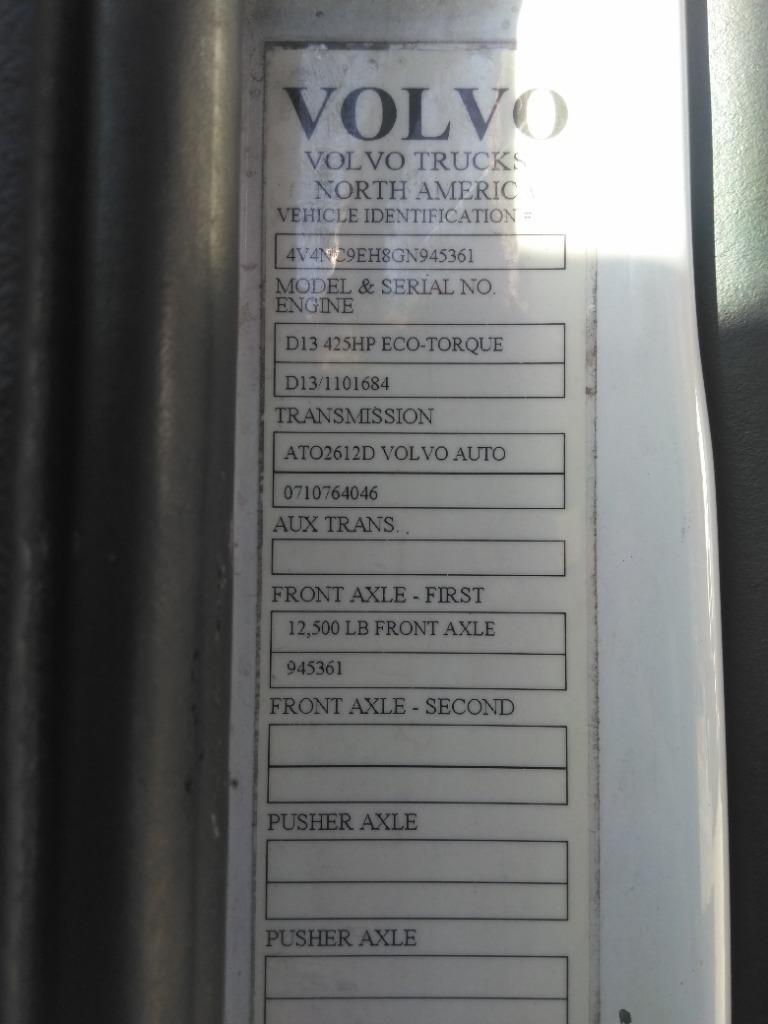 VOLVO
VOLVO TRUCKS
NORTH AMERICA
VEHICLE IDENTIFICATION #
4V4NC9EH8GN945361
MODEL & SERIAL NO.
ENGINE
D13 425HP ECO-TORQUE
D13/1101684
TRANSMISSION
ATO2612D VOLVO AUTO
0710764046
AUX TRANS.
FRONT AXLE - FIRST
12,500 LB FRONT AXLE
945361
FRONT AXLE - SECOND
PUSHER AXLE
PUSHER AXLE